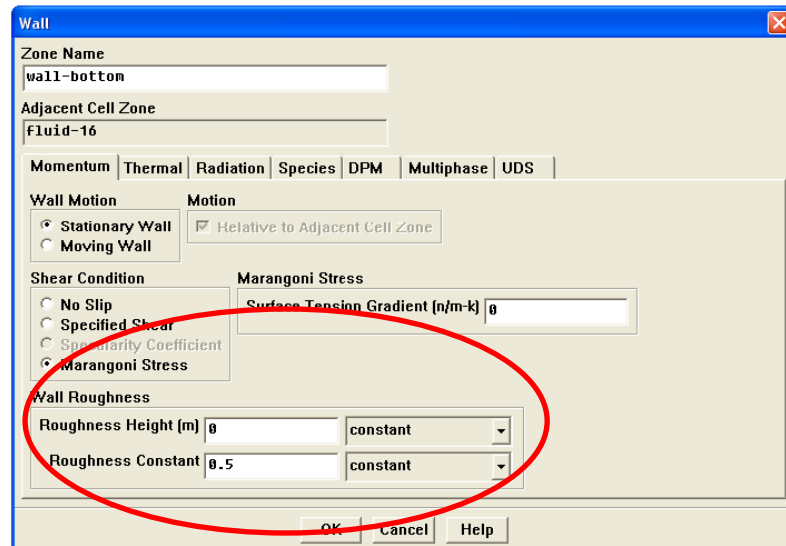 Wall
Zone Name
wall-bottom
Adjacent Cell Zone
fluid-16
Momentum Thermal Radiation Species DPM Multiphase UDS
Wall Motion Motion
Stationary Wall Relative to Adjacent Cell Zone
Moving Wall
Shear Condition Marangoni Stress
No Slip Surface Tension Gradient (n/m-k) 0
Specified Shear
Specularity Coefficient
Marangoni Stress
Wall Roughness
Roughness Height (m) 0 constant
Roughness Constant 0.5 constant
OK Cancel Help